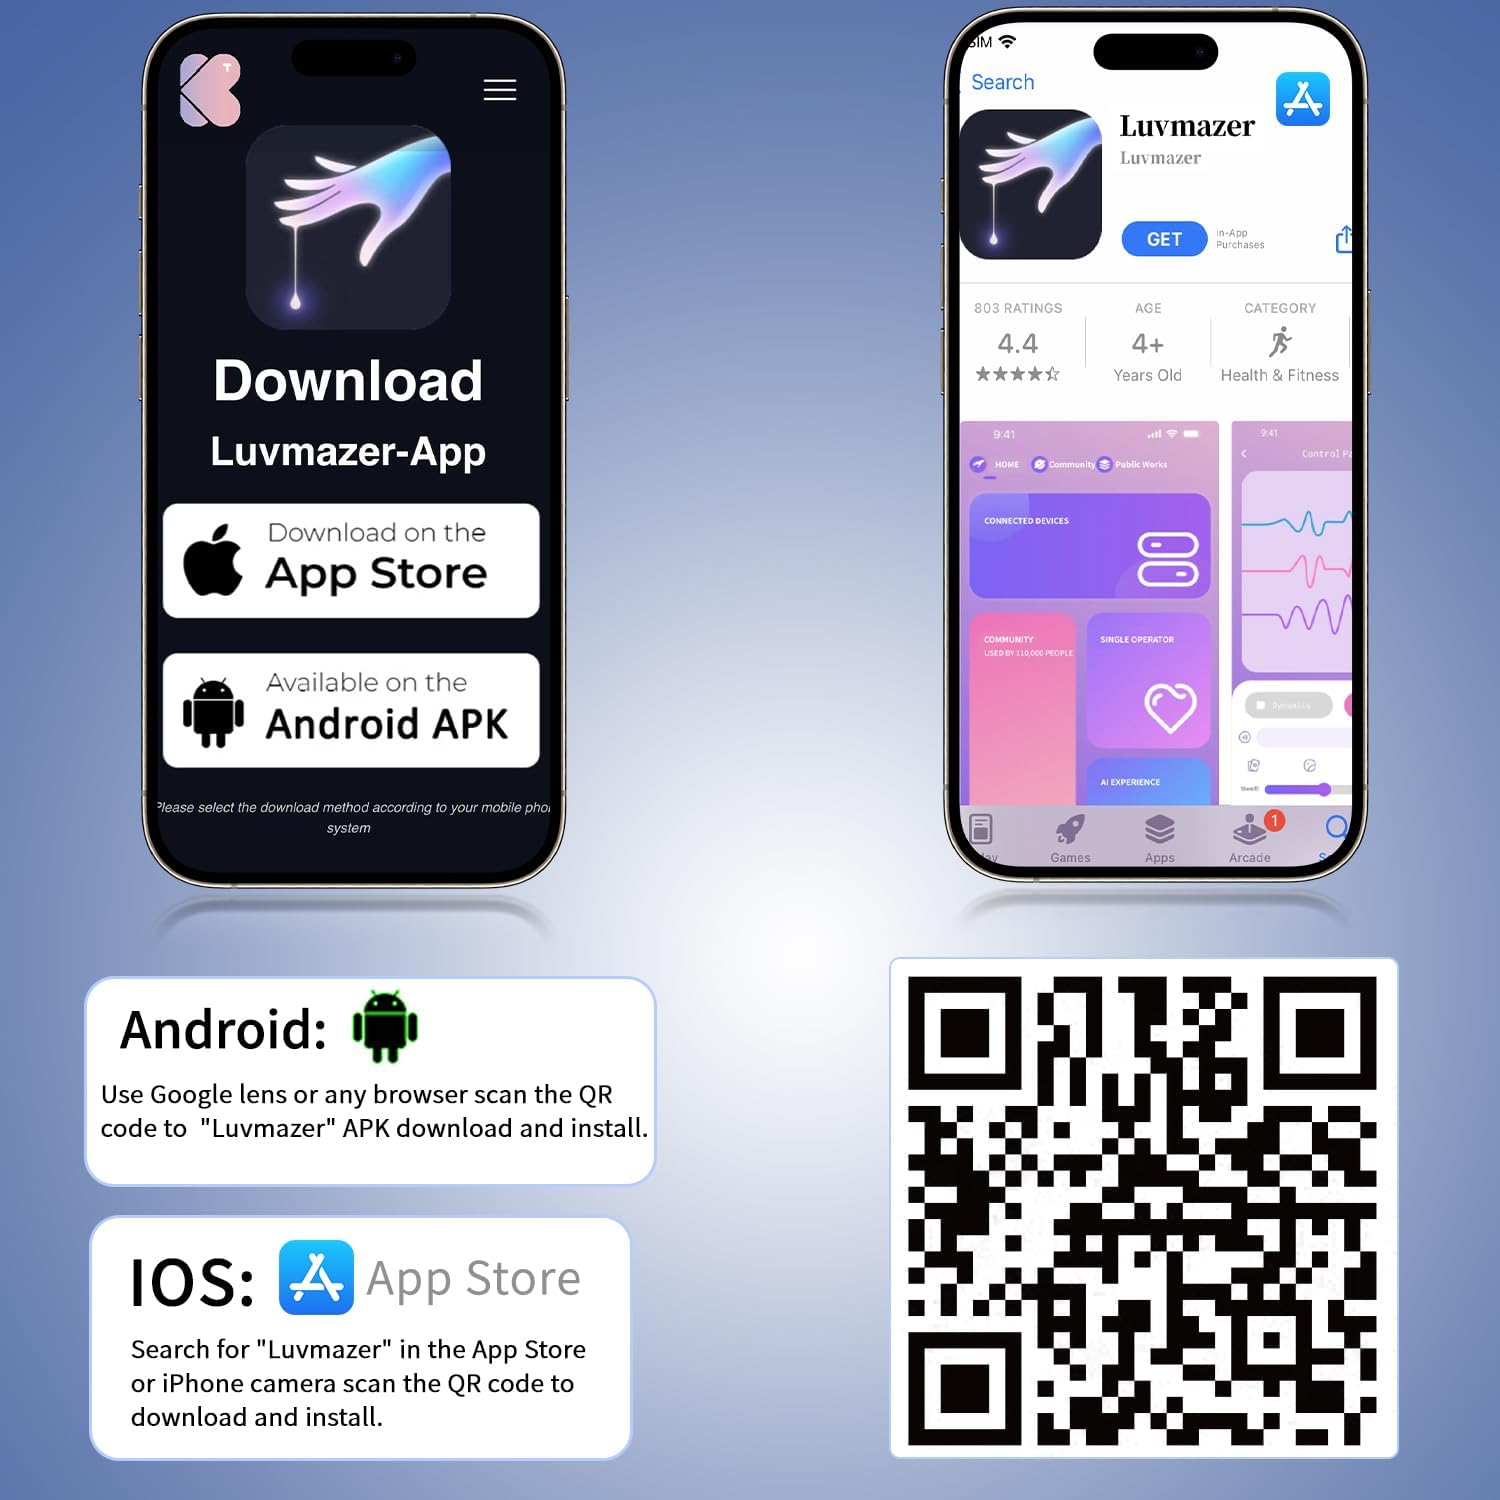 T
Download
Luvmazer-App
Download on the
App Store
Available on the
Android APK
Please select the download method according to your mobile phon
system
SIM
Search
Luvmazer
Luvmazer
GET
In-App
Purchases
803 RATINGS
4.4
AGE
4+
Years Old
CATEGORY
Health & Fitness
9:41
HOME
Community
Public Works
CONNECTED DEVICES
COMMUNITY
USED BY 110,000 PEOPLE
SINGLE OPERATOR
AI EXPERIENCE
9:41
Control Pa
Dynamics
Games
Apps
Arcade
1
Android:
Use Google lens or any browser scan the QR
code to "Luvmazer" APK download and install.
IOS:
App Store
Search for "Luvmazer" in the App Store
or iPhone camera scan the QR code to
download and install.